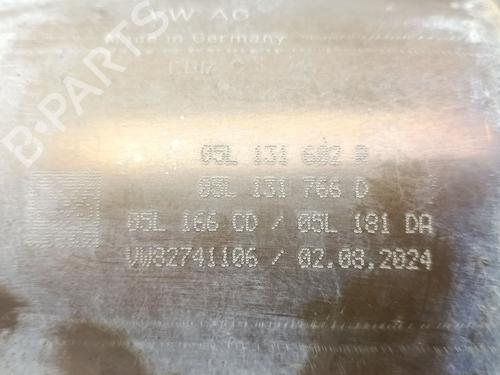 VW AG
Made in Germany
05L 131 602 R
05L 131 766 D
05L 166 CD / 05L 181 DA
VW82741106 / 02.08.2024
B-PARTS